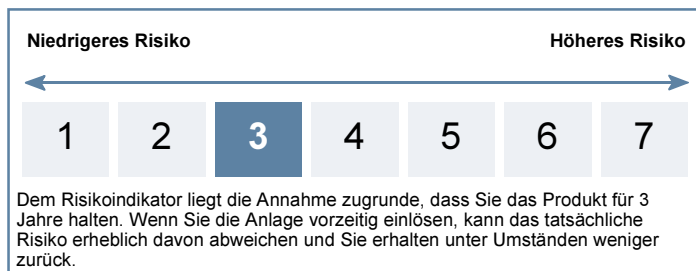 Niedrigeres Risiko Höheres Risiko
1 2 3 4 5 6 7
Dem Risikoindikator liegt die Annahme zugrunde, dass Sie das Produkt für 3
Jahre halten. Wenn Sie die Anlage vorzeitig einlösen, kann das tatsächliche
Risiko erheblich davon abweichen und Sie erhalten unter Umständen weniger
zurück.